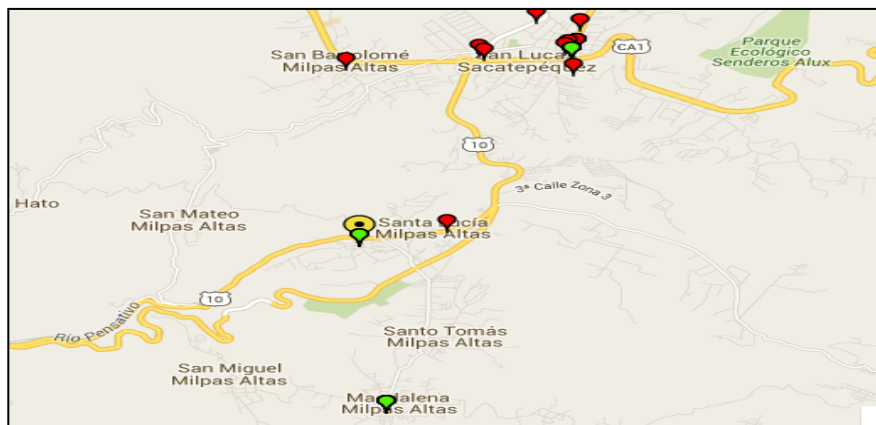 CA1
San Bartolomé
Milpas Altas
San Lucas
Sacatepéquez
Parque
Ecológico
Senderos Alux
10
3ª Calle Zona 3
Hato
San Mateo
Milpas Altas
Santa Lucía
Milpas Altas
10
Río Pensativo
Santo Tomás
Milpas Altas
San Miguel
Milpas Altas
Magdalena
Milpas Altas